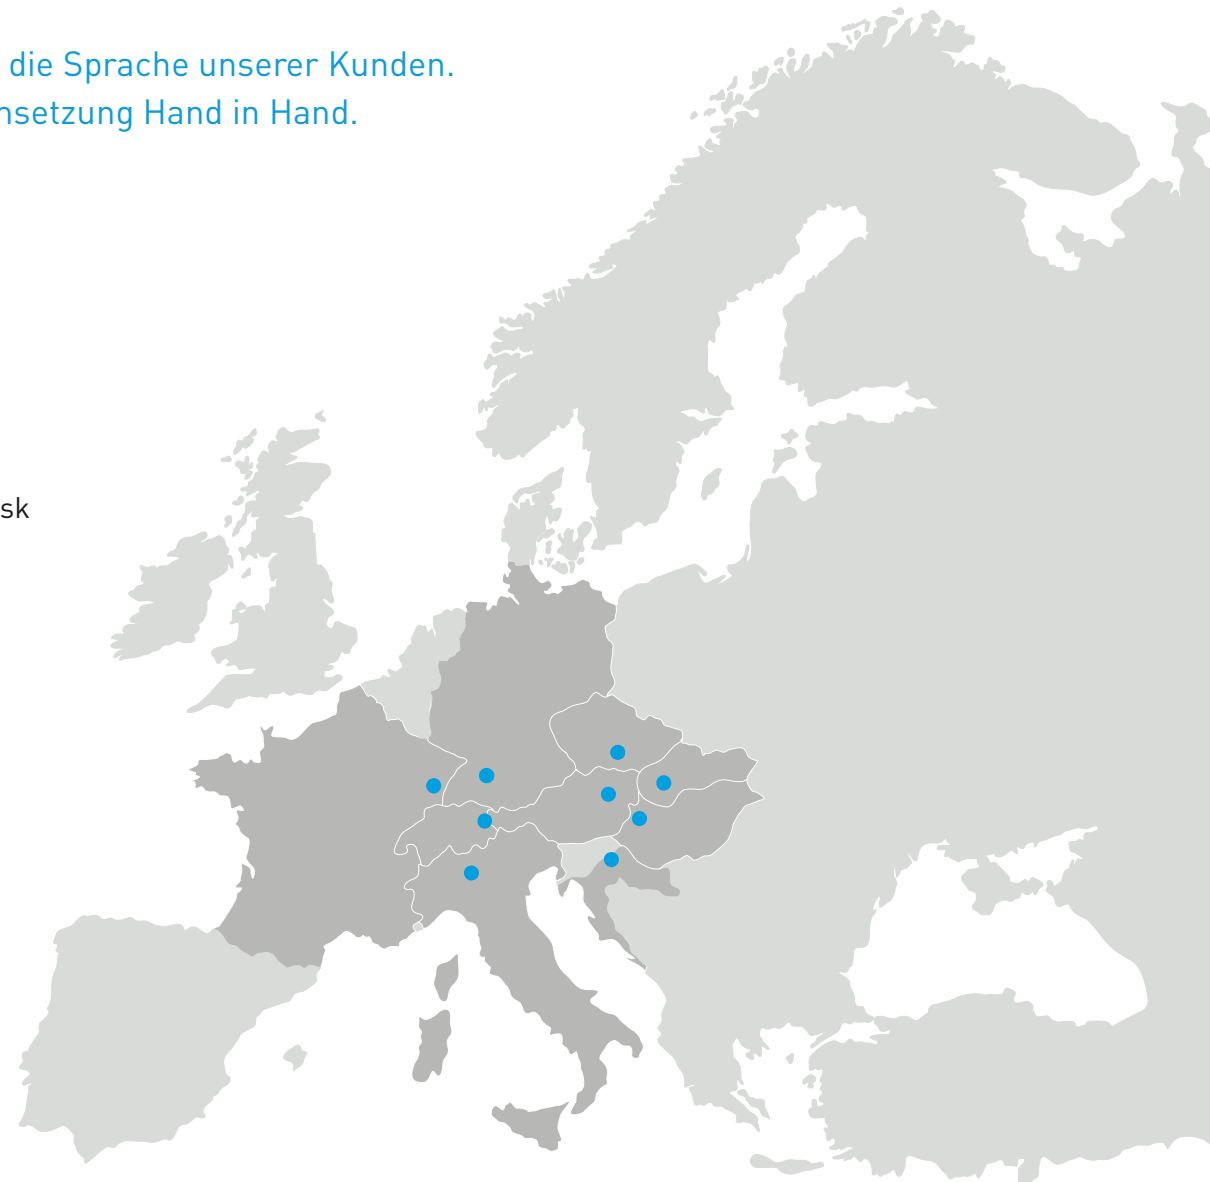 die Sprache unserer Kunden.
nsetzung Hand in Hand.
sk